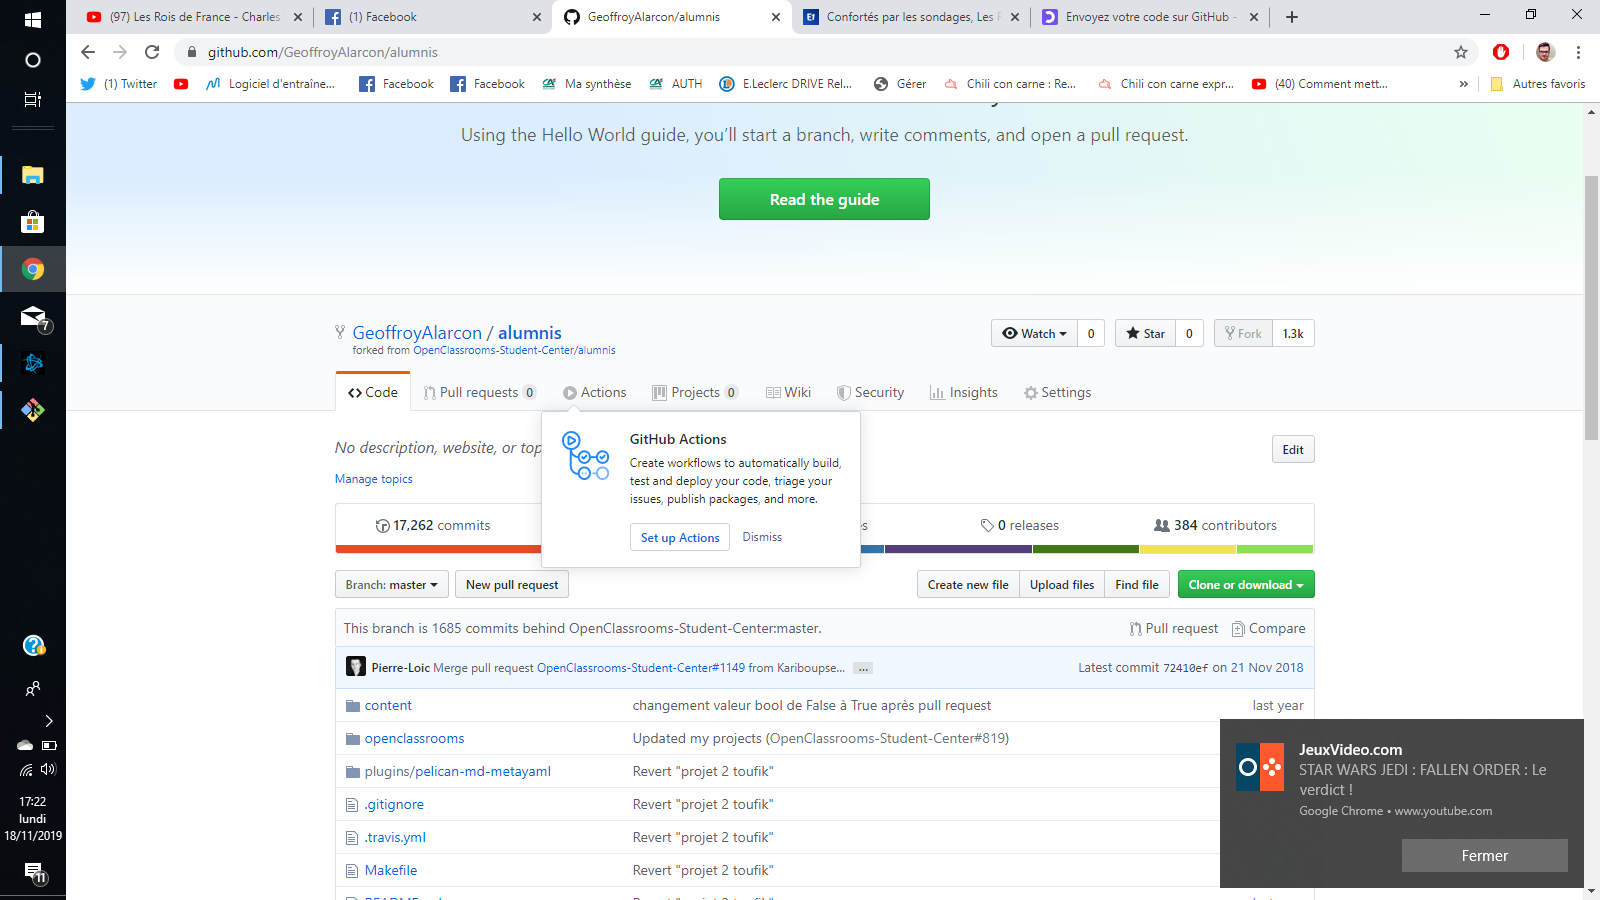 (97) Les Rois de France - Charles
(1) Facebook
GeoffroyAlarcon/alumnis
Confortés par les sondages, Les R
Envoyez votre code sur GitHub -
github.com/GeoffroyAlarcon/alumnis
(1) Twitter
Logiciel d'entraîne...
Facebook
Facebook
Ma synthèse
AUTH
E.Leclerc DRIVE Rel...
Gérer
Chili con carne : Re...
Chili con carne expr...
(40) Comment mett...
»
Autres favoris
Using the Hello World guide, you’ll start a branch, write comments, and open a pull request.
Read the guide
GeoffroyAlarcon / alumnis
forked from OpenClassrooms-Student-Center/alumnis
Watch 0
Star 0
Fork 1.3k
Code
Pull requests 0
Actions
Projects 0
Wiki
Security
Insights
Settings
No description, website, or top
Edit
Manage topics
GitHub Actions
Create workflows to automatically build,
test and deploy your code, triage your
issues, publish packages, and more.
Set up Actions
Dismiss
17,262 commits
es
0 releases
384 contributors
Branch: master
New pull request
Create new file
Upload files
Find file
Clone or download
This branch is 1685 commits behind OpenClassrooms-Student-Center:master.
Pull request
Compare
Pierre-Loic Merge pull request OpenClassrooms-Student-Center#1149 from Kariboupse... ...
Latest commit 72410ef on 21 Nov 2018
content changement valeur bool de False à True après pull request last year
openclassrooms Updated my projects (OpenClassrooms-Student-Center#819)
plugins/pelican-md-metayaml Revert "projet 2 toufik"
.gitignore Revert "projet 2 toufik"
.travis.yml Revert "projet 2 toufik"
Makefile Revert "projet 2 toufik"
JeuxVideo.com
STAR WARS JEDI : FALLEN ORDER : Le
verdict !
Google Chrome • www.youtube.com
Fermer
7
17:22
lundi
18/11/2019
11